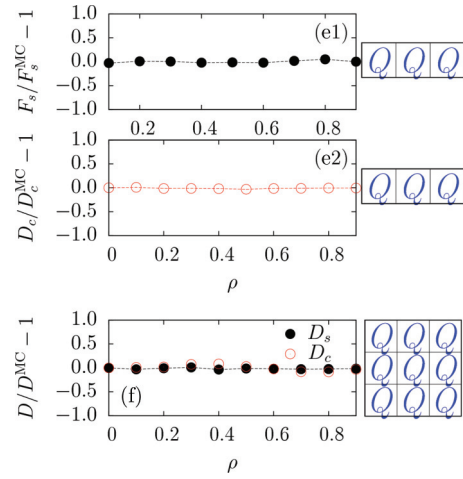 F_s/F_s^MC − 1
1.0
0.5
0.0
−0.5
−1.0
(e1)
0.2 0.4 0.6 0.8
Q Q Q
D_c/D_c^MC − 1
1.0
0.5
0.0
−0.5
−1.0
(e2)
0 0.2 0.4 0.6 0.8
ρ
Q Q Q
D/D^MC − 1
1.0
0.5
0.0
−0.5
−1.0
D_s
D_c
(f)
0 0.2 0.4 0.6 0.8
ρ
Q Q Q
Q Q Q
Q Q Q